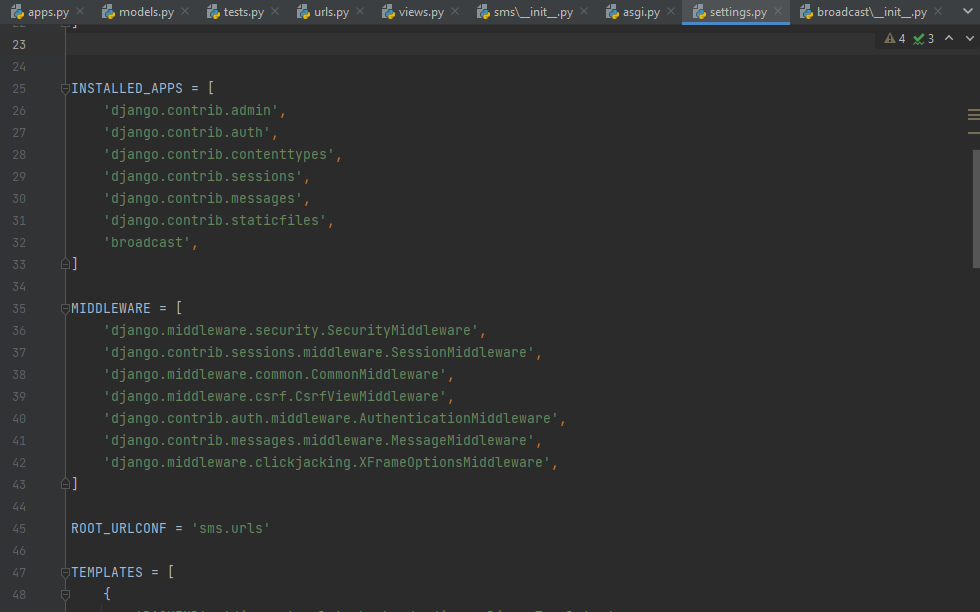 apps.py models.py tests.py urls.py views.py sms\__init__.py asgi.py settings.py broadcast\__init__.py
23 4 3
24
25 INSTALLED_APPS = [
26 'django.contrib.admin',
27 'django.contrib.auth',
28 'django.contrib.contenttypes',
29 'django.contrib.sessions',
30 'django.contrib.messages',
31 'django.contrib.staticfiles',
32 'broadcast',
33 ]
34
35 MIDDLEWARE = [
36 'django.middleware.security.SecurityMiddleware',
37 'django.contrib.sessions.middleware.SessionMiddleware',
38 'django.middleware.common.CommonMiddleware',
39 'django.middleware.csrf.CsrfViewMiddleware',
40 'django.contrib.auth.middleware.AuthenticationMiddleware',
41 'django.contrib.messages.middleware.MessageMiddleware',
42 'django.middleware.clickjacking.XFrameOptionsMiddleware',
43 ]
44
45 ROOT_URLCONF = 'sms.urls'
46
47 TEMPLATES = [
48 {